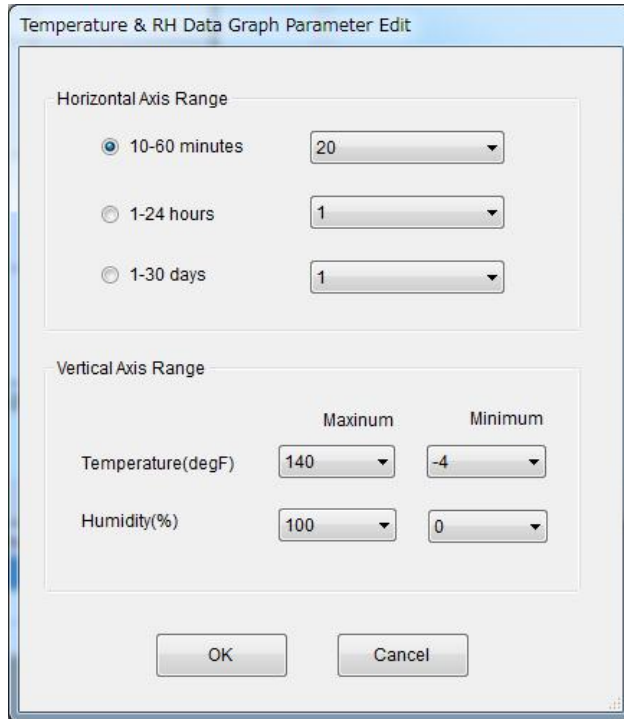 Temperature & RH Data Graph Parameter Edit
Horizontal Axis Range
10-60 minutes 20
1-24 hours 1
1-30 days 1
Vertical Axis Range
Maxinum Minimum
Temperature(degF) 140 -4
Humidity(%) 100 0
OK Cancel